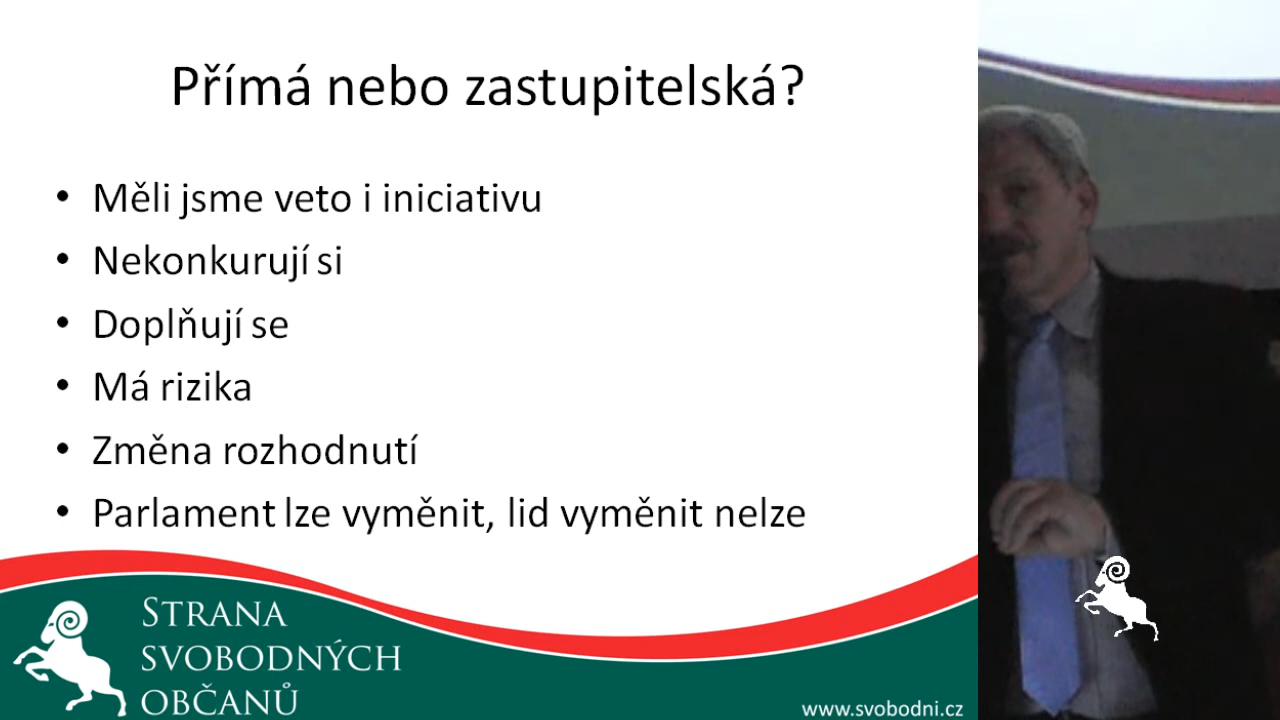 Přímá nebo zastupitelská?
• Měli jsme veto i iniciativu
• Nekonkurují si
• Doplňují se
• Má rizika
• Změna rozhodnutí
• Parlament lze vyměnit, lid vyměnit nelze
STRANA
SVOBODNÝCH
OBČANŮ
www.svobodni.cz